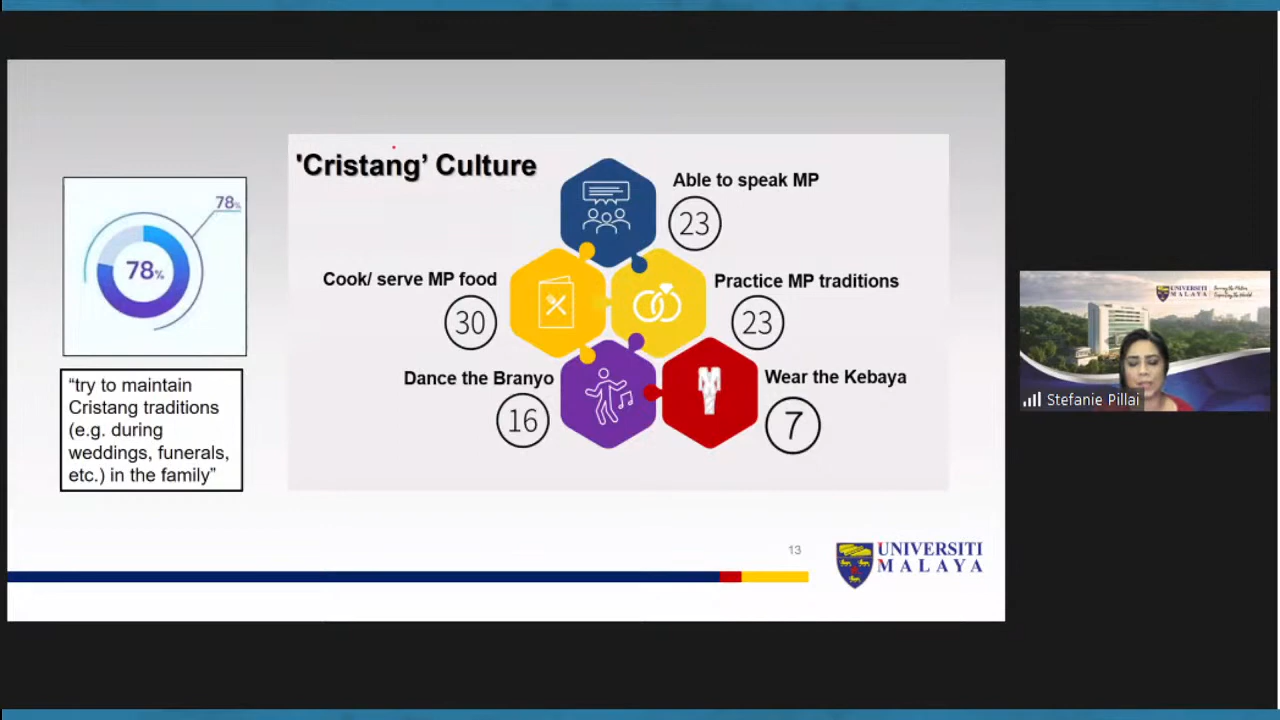 'Cristang’ Culture
Able to speak MP
23
Cook/ serve MP food
30
Practice MP traditions
23
Dance the Branyo
16
Wear the Kebaya
7
78%
78%
“try to maintain
Cristang traditions
(e.g. during
weddings, funerals,
etc.) in the family”
13
UNIVERSITI
MALAYA
UNIVERSITI
MALAYA
Stefanie Pillai